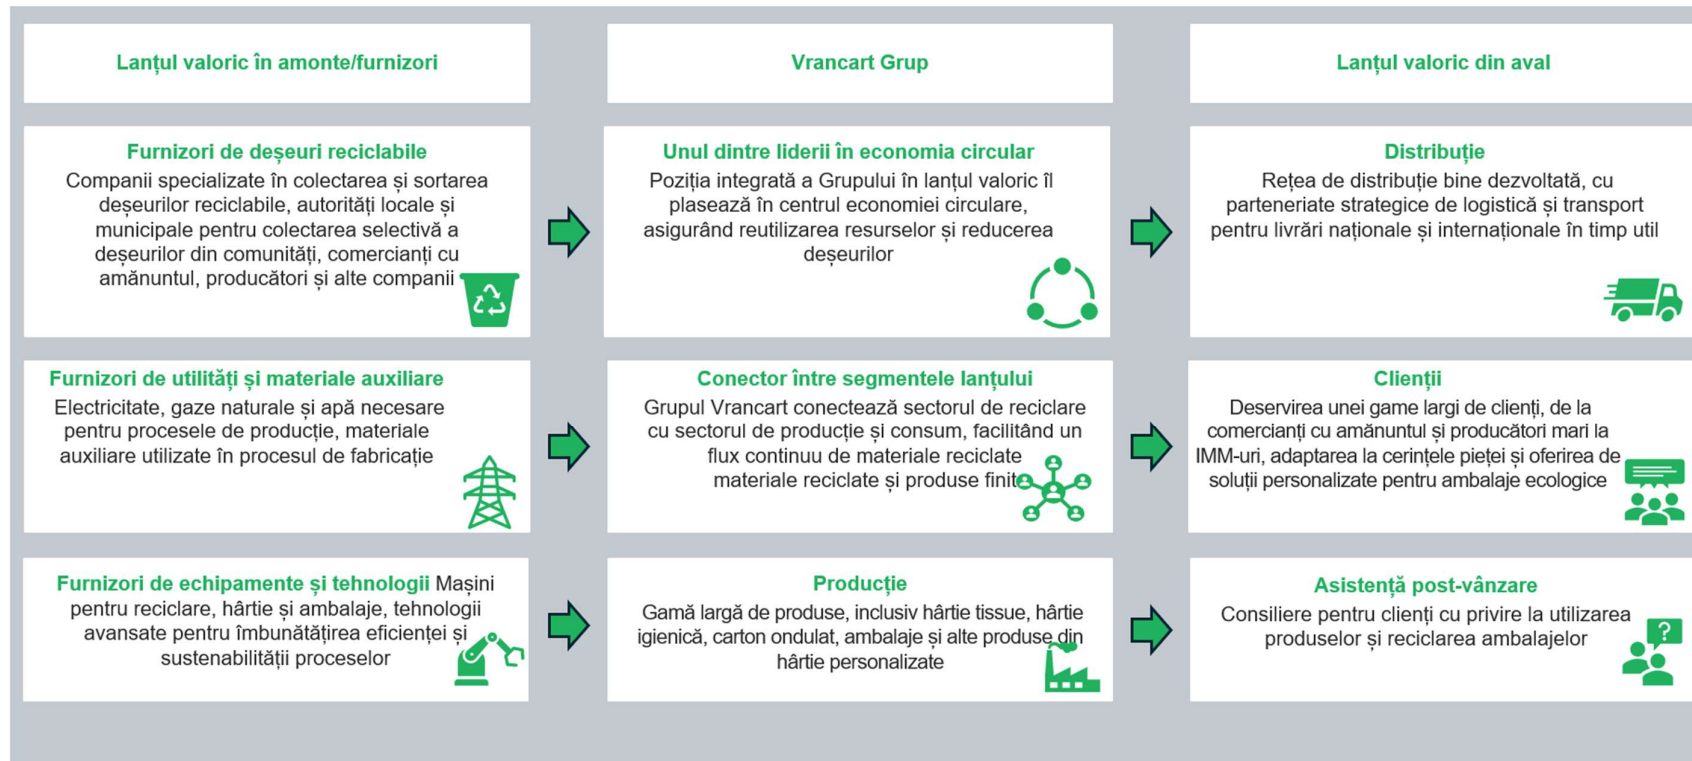 Lanțul valoric în amonte/furnizori
Vrancart Grup
Lanțul valoric din aval
Furnizori de deșeuri reciclabile
Companii specializate în colectarea și sortarea
deșeurilor reciclabile, autorități locale și
municipale pentru colectarea selectivă a
deșeurilor din comunități, comercianți cu
amănuntul, producători și alte companii
Unul dintre liderii în economia circular
Poziția integrată a Grupului în lanțul valoric îl
plasează în centrul economiei circulare,
asigurând reutilizarea resurselor și reducerea
deșeurilor
Distribuție
Rețea de distribuție bine dezvoltată, cu
parteneriate strategice de logistică și transport
pentru livrări naționale și internaționale în timp util
Furnizori de utilități și materiale auxiliare
Electricitate, gaze naturale și apă necesare
pentru procesele de producție, materiale
auxiliare utilizate în procesul de fabricație
Conector între segmentele lanțului
Grupul Vrancart conectează sectorul de reciclare
cu sectorul de producție și consum, facilitând un
flux continuu de materiale reciclate
materiale reciclate și produse finite
Clienții
Deservirea unei game largi de clienți, de la
comercianți cu amănuntul și producători mari la
IMM-uri, adaptarea la cerințele pieței și oferirea de
soluții personalizate pentru ambalaje ecologice
Furnizori de echipamente și tehnologii Mașini
pentru reciclare, hârtie și ambalaje, tehnologii
avansate pentru îmbunătățirea eficienței și
sustenabilității proceselor
Producție
Gamă largă de produse, inclusiv hârtie tissue, hârtie
igienică, carton ondulat, ambalaje și alte produse din
hârtie personalizate
Asistență post-vânzare
Consiliere pentru clienți cu privire la utilizarea
produselor și reciclarea ambalajelor
?